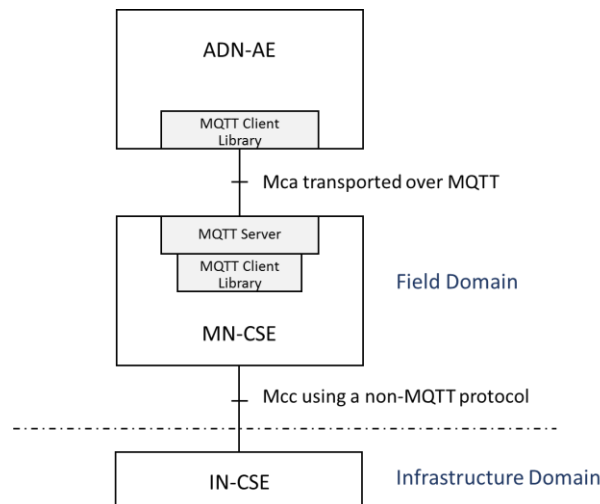 ADN-AE
MQTT Client
Library
Mca transported over MQTT
MQTT Server
MQTT Client
Library
Field Domain
MN-CSE
Mcc using a non-MQTT protocol
IN-CSE
Infrastructure Domain